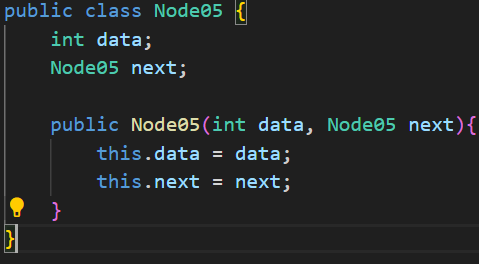 public class Node05 {
    int data;
    Node05 next;

    public Node05(int data, Node05 next){
        this.data = data;
        this.next = next;
    }
}